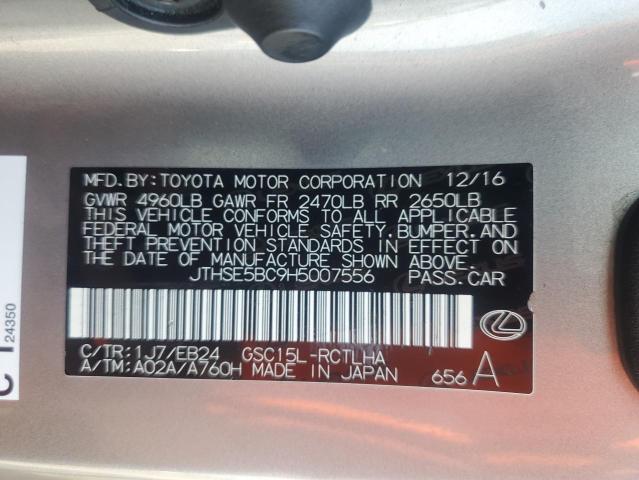 MFD.BY:TOYOTA MOTOR CORPORATION 12/16
GVWR 4960LB GAWR FR 2470LB RR 2650LB
THIS VEHICLE CONFORMS TO ALL APPLICABLE
FEDERAL MOTOR VEHICLE SAFETY,BUMPER,AND
THEFT PREVENTION STANDARDS IN EFFECT ON
THE DATE OF MANUFACTURE SHOWN ABOVE.
JTHSE5BC9H5007556 PASS.CAR
C/TR:1J7/EB24 GSC15L-RCTLHA
A/TM:A02A/A760H MADE IN JAPAN 656 A
24350